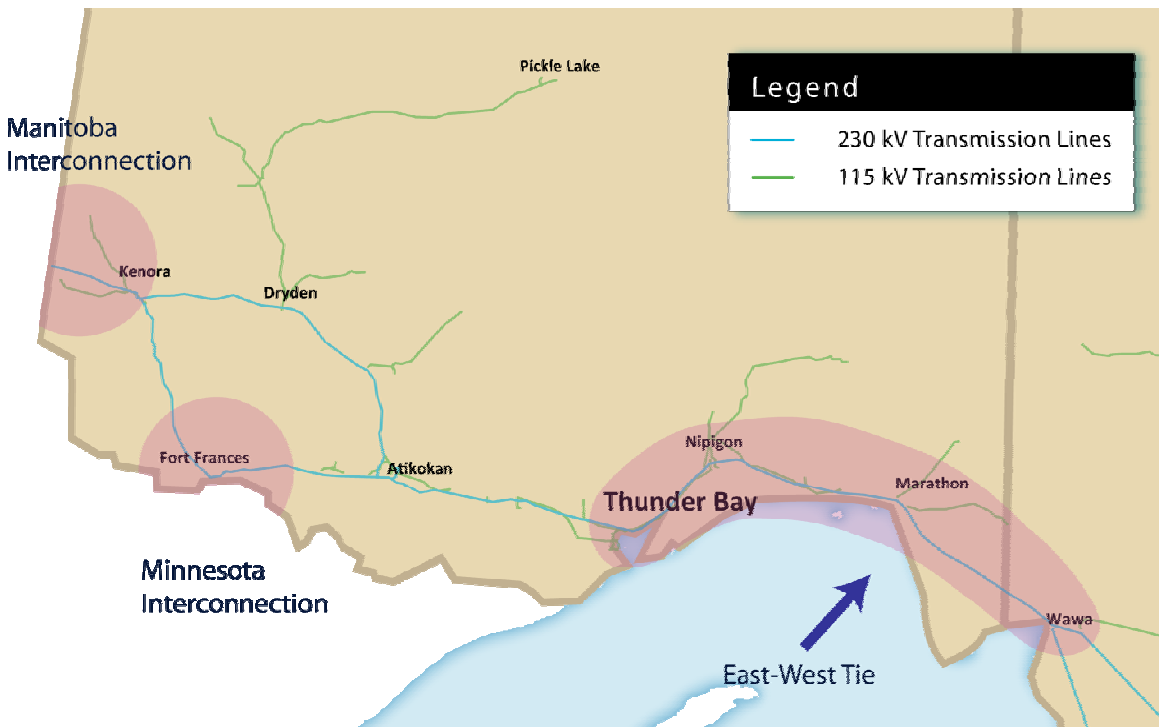 Pickle Lake
Legend
230 kV Transmission Lines
115 kV Transmission Lines
Manitoba
Interconnection
Kenora
Dryden
Fort Frances
Atikokan
Nipigon
Marathon
Thunder Bay
Minnesota
Interconnection
Wawa
East-West Tie